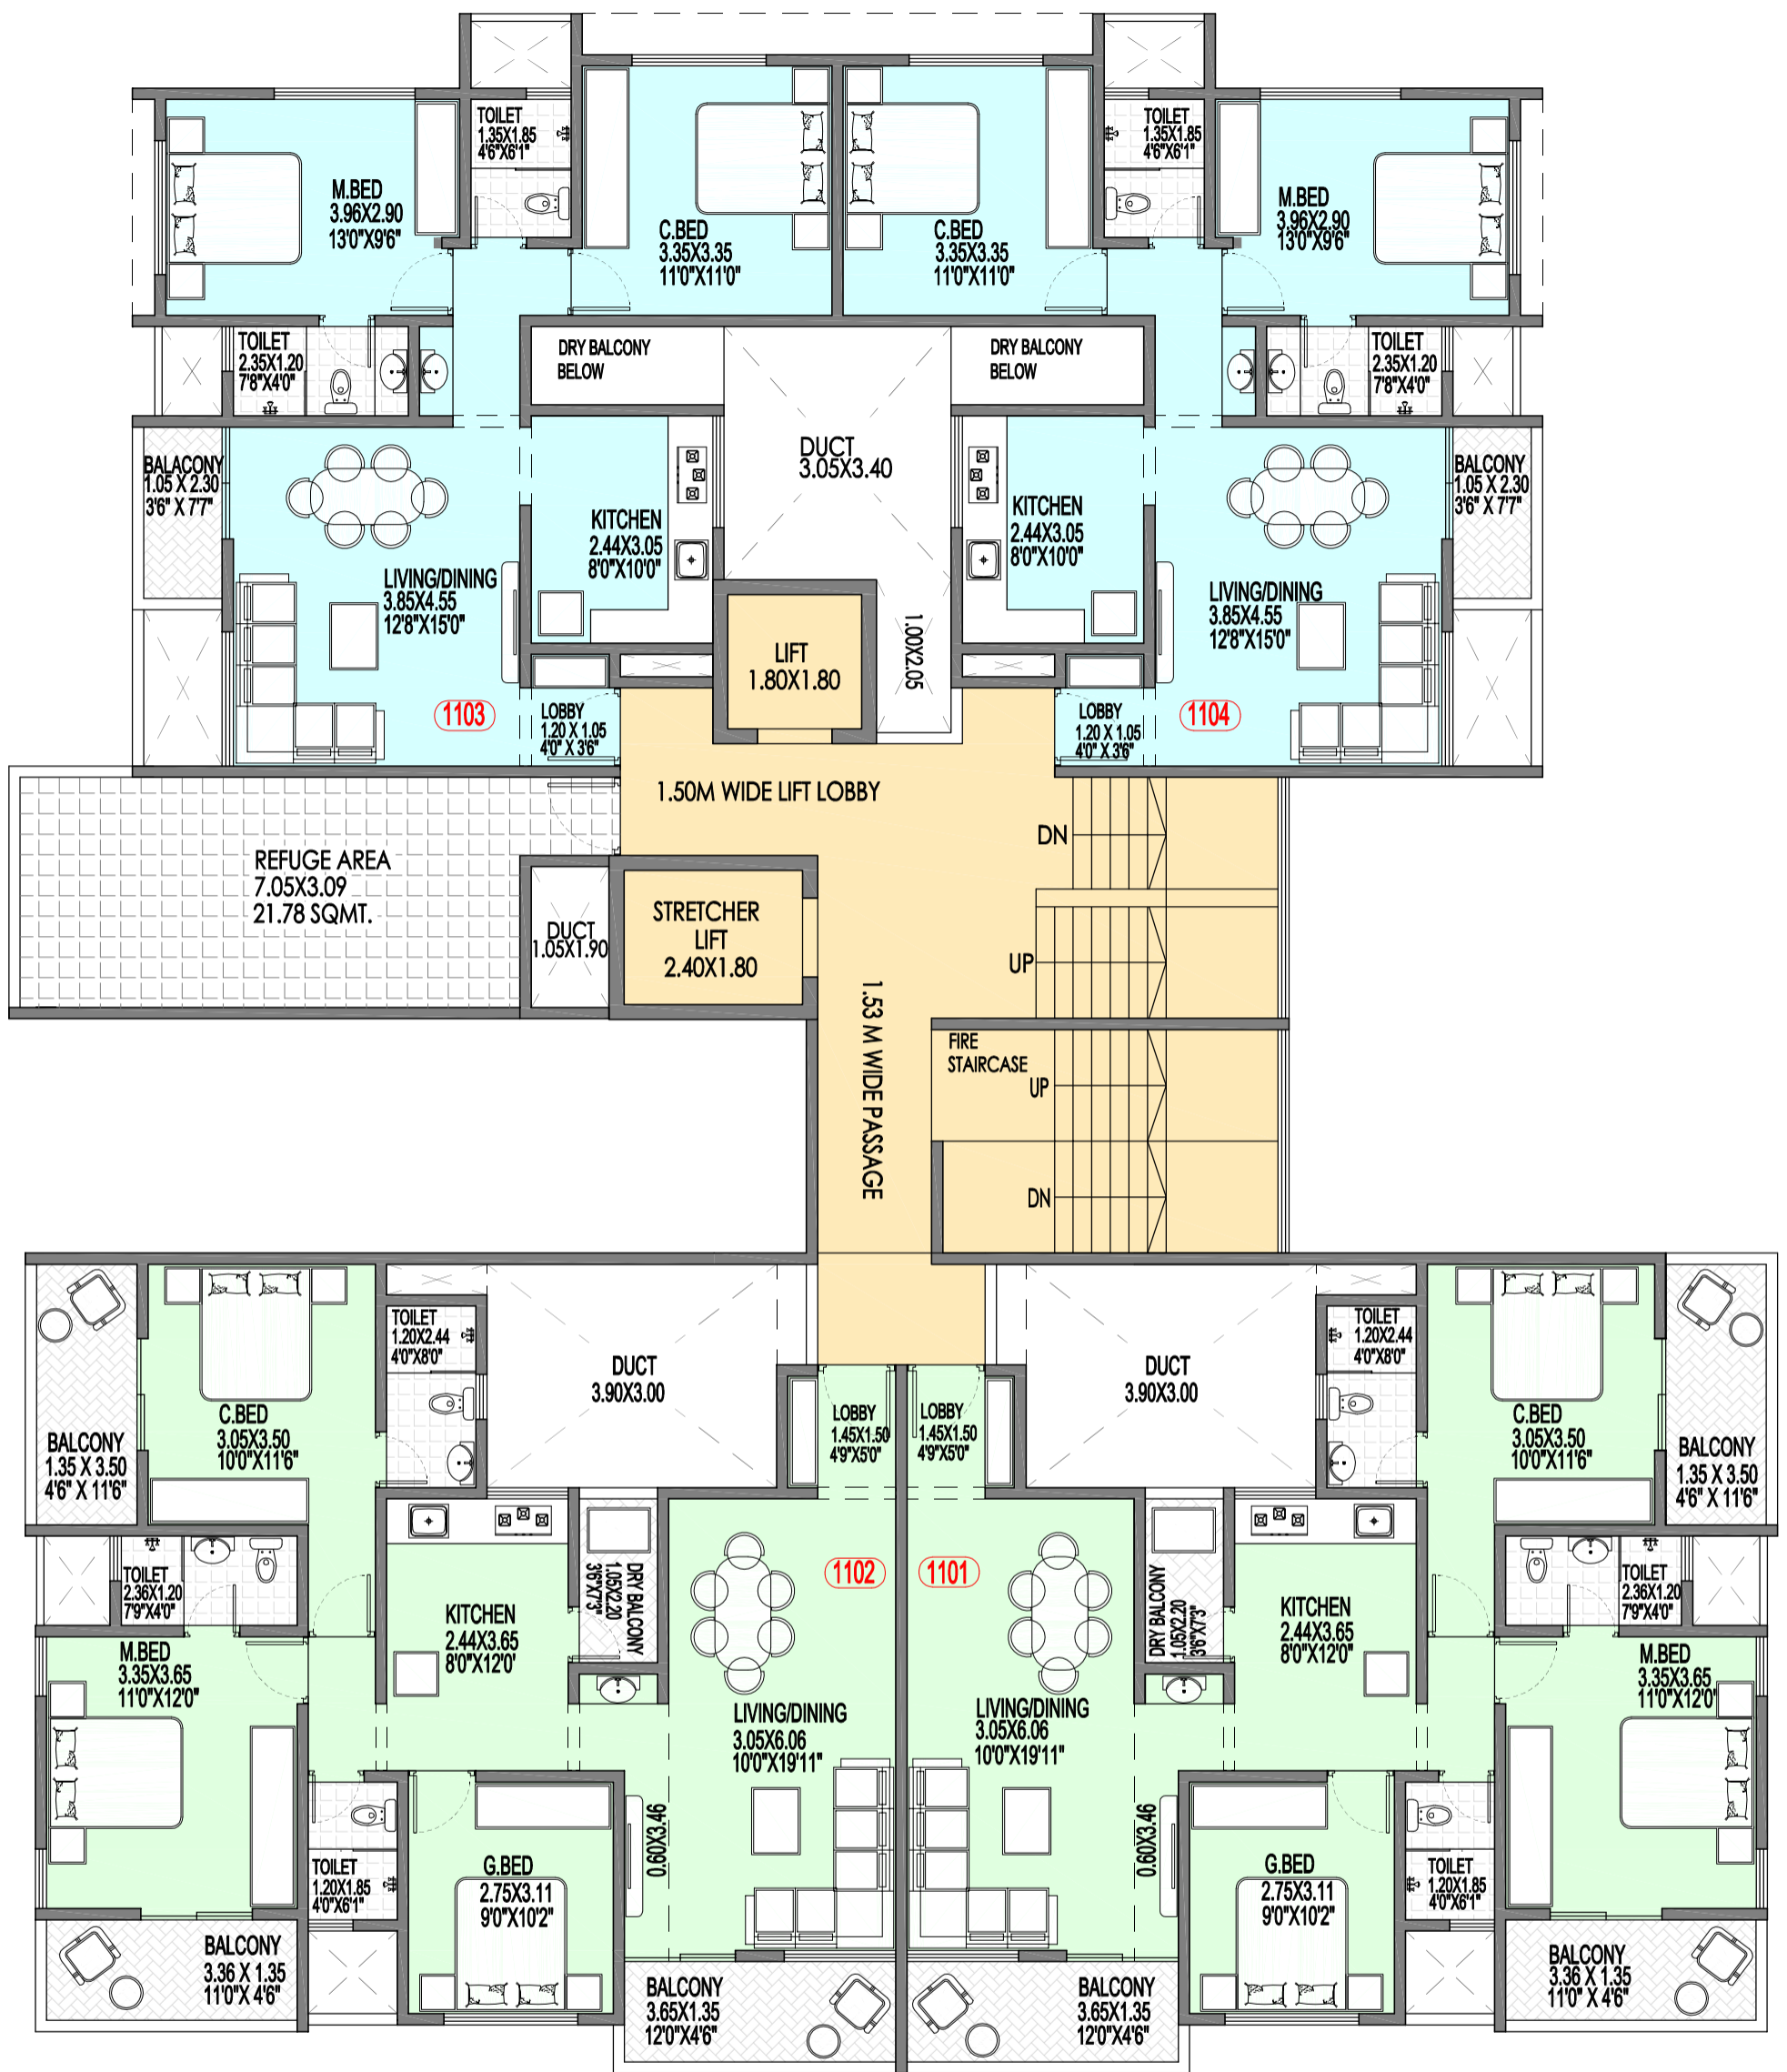 TOILET
1.35X1.85
4'6"X6'1"
TOILET
1.35X1.85
4'6"X6'1"
M.BED
3.96X2.90
13'0"X9'6"
C.BED
3.35X3.35
11'0"X11'0"
C.BED
3.35X3.35
11'0"X11'0"
M.BED
3.96X2.90
13'0"X9'6"
TOILET
2.35X1.20
7'8"X4'0"
DRY BALCONY
BELOW
DRY BALCONY
BELOW
TOILET
2.35X1.20
7'8"X4'0"
BALACONY
1.05 X 2.30
3'6" X 7'7"
DUCT
3.05X3.40
BALCONY
1.05 X 2.30
3'6" X 7'7"
KITCHEN
2.44X3.05
8'0"X10'0"
KITCHEN
2.44X3.05
8'0"X10'0"
LIVING/DINING
3.85X4.55
12'8"X15'0"
LIVING/DINING
3.85X4.55
12'8"X15'0"
LIFT
1.80X1.80
1.00X2.05
1103
LOBBY
1.20 X 1.05
4'0" X 3'6"
LOBBY
1.20 X 1.05
4'0" X 3'6"
1104
1.50M WIDE LIFT LOBBY
DN
REFUGE AREA
7.05X3.09
21.78 SQMT.
DUCT
1.05X1.90
STRETCHER
LIFT
2.40X1.80
UP
1.53 M WIDE PASSAGE
FIRE
STAIRCASE
UP
DN
TOILET
1.20X2.44
4'0"X8'0"
DUCT
3.90X3.00
DUCT
3.90X3.00
TOILET
1.20X2.44
4'0"X8'0"
C.BED
3.05X3.50
10'0"X11'6"
LOBBY
1.45X1.50
4'9"X5'0"
LOBBY
1.45X1.50
4'9"X5'0"
C.BED
3.05X3.50
10'0"X11'6"
BALCONY
1.35 X 3.50
4'6" X 11'6"
BALCONY
1.35 X 3.50
4'6" X 11'6"
TOILET
2.36X1.20
7'9"X4'0"
DRY BALCONY
1.05X2.20
3'6"X7'3"
1102
1101
DRY BALCONY
1.05X2.20
3'6"X7'3"
TOILET
2.36X1.20
7'9"X4'0"
KITCHEN
2.44X3.65
8'0"X12'0'
KITCHEN
2.44X3.65
8'0"X12'0"
M.BED
3.35X3.65
11'0"X12'0"
M.BED
3.35X3.65
11'0"X12'0"
LIVING/DINING
3.05X6.06
10'0"X19'11"
LIVING/DINING
3.05X6.06
10'0"X19'11"
0.60X3.46
0.60X3.46
TOILET
1.20X1.85
4'0"X6'1"
G.BED
2.75X3.11
9'0"X10'2"
G.BED
2.75X3.11
9'0"X10'2"
TOILET
1.20X1.85
4'0"X6'1"
BALCONY
3.36 X 1.35
11'0"X 4'6"
BALCONY
3.65X1.35
12'0"X4'6"
BALCONY
3.65X1.35
12'0"X4'6"
BALCONY
3.36 X 1.35
11'0" X 4'6"